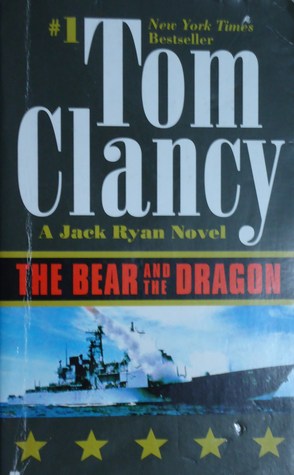 #1 New York Times
Bestseller
Tom
Clancy
A Jack Ryan Novel
THE BEAR AND THE DRAGON